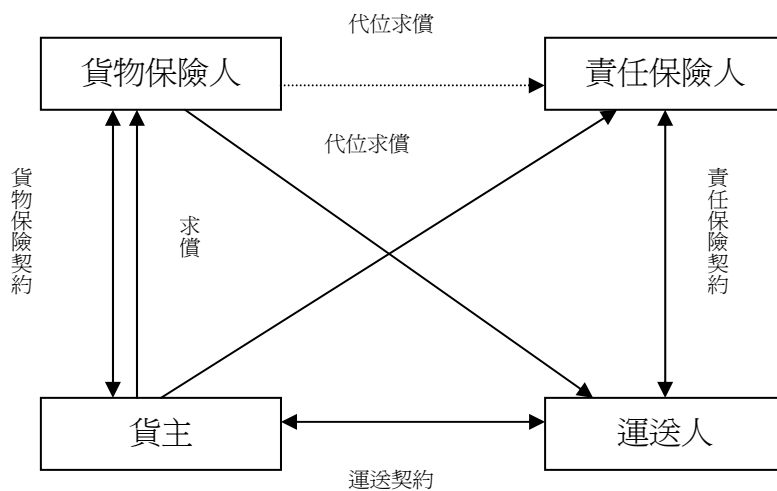 代位求償
貨物保險人
責任保險人
代位求償
貨物保險契約
求償
責任保險契約
貨主
運送人
運送契約